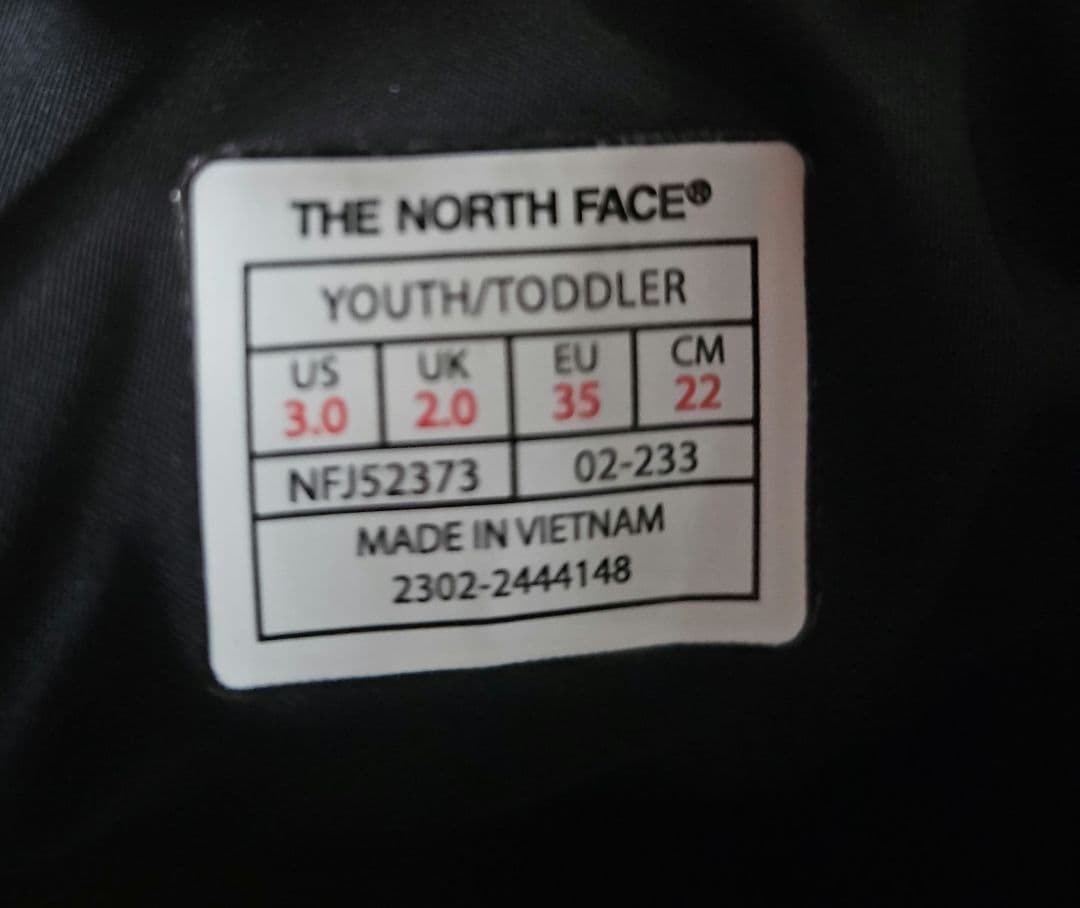 THE NORTH FACE®
YOUTH/TODDLER
US UK EU CM
3.0 2.0 35 22
NFJ52373 02-233
MADE IN VIETNAM
2302-2444148